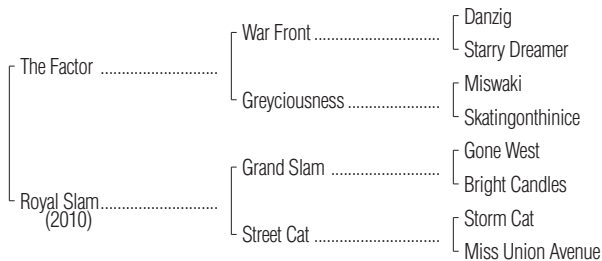 Danzig
War Front
Starry Dreamer
The Factor
Miswaki
Greyciousness
Skatingonthinice
Gone West
Grand Slam
Bright Candles
Royal Slam
(2010)
Storm Cat
Street Cat
Miss Union Avenue